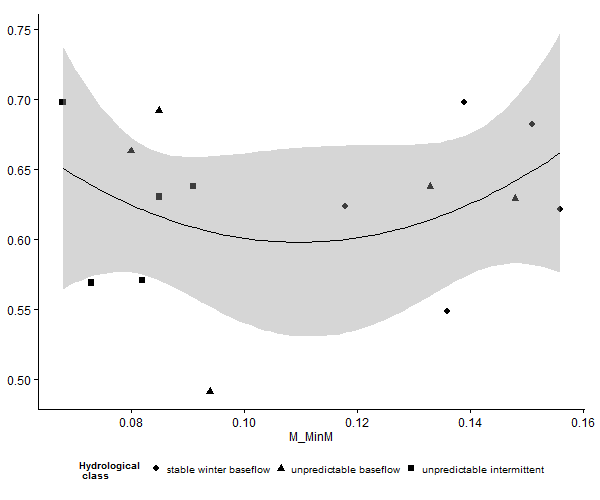 0.75
0.70
0.65
0.60
0.55
0.50
0.08 0.10 0.12 0.14 0.16
M_MinM
Hydrological
class
stable winter baseflow unpredictable baseflow unpredictable intermittent